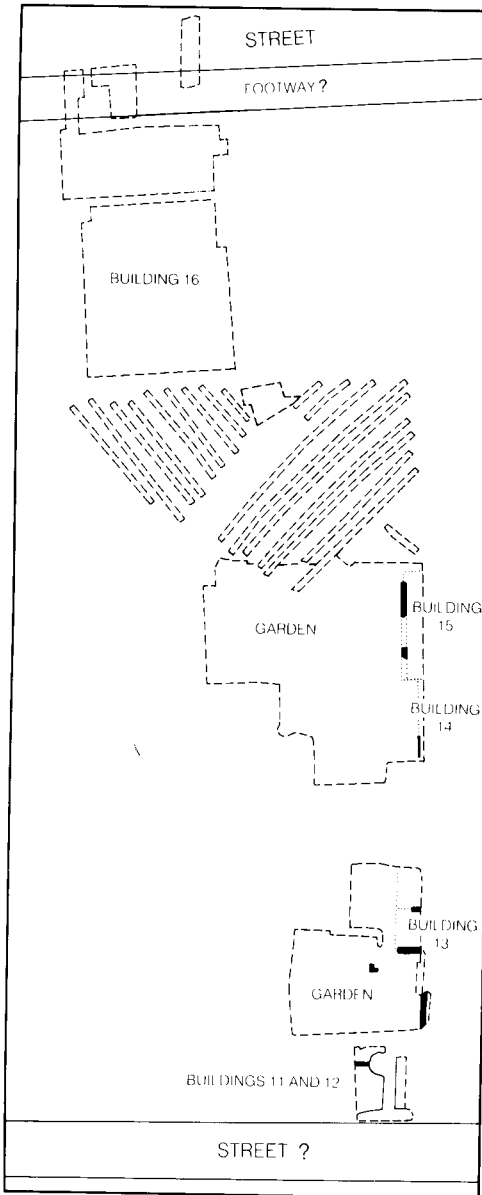 STREET
FOOTWAY ?
BUILDING 16
GARDEN
BUILDING
15
BUILDING
14
BUILDING
13
GARDEN
BUILDINGS 11 AND 12
STREET ?